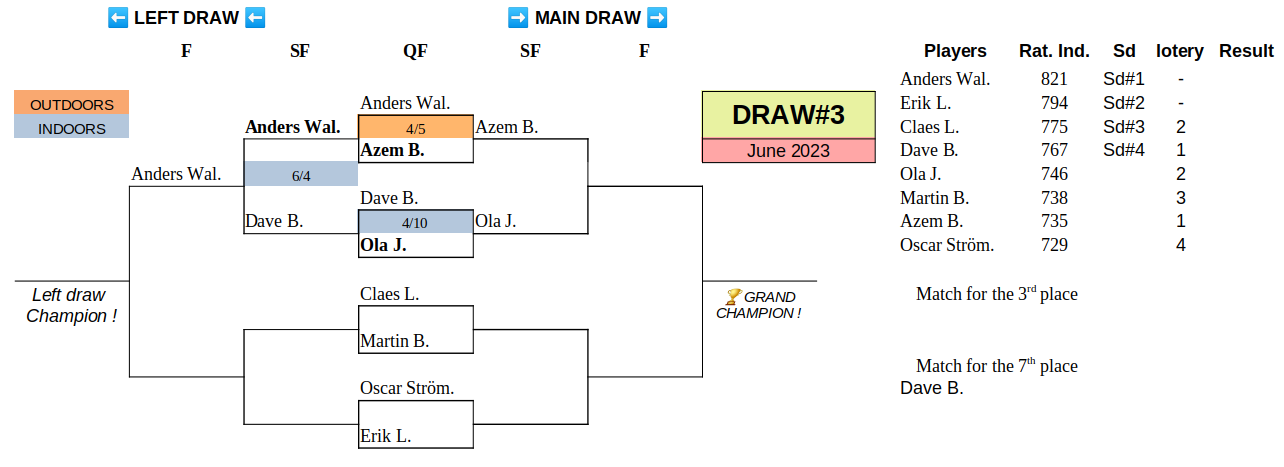 ⬅ LEFT DRAW ⬅ ➡ MAIN DRAW ➡
F SF QF SF F Players Rat. Ind. Sd lotery Result
Anders Wal. 821 Sd#1 -
OUTDOORS Anders Wal. DRAW#3 Erik L. 794 Sd#2 -
INDOORS Anders Wal. 4/5 Azem B. Claes L. 775 Sd#3 2
Azem B. June 2023 Dave B. 767 Sd#4 1
Anders Wal. 6/4 Ola J. 746 2
Dave B. Martin B. 738 3
Dave B. 4/10 Ola J. Azem B. 735 1
Ola J. Oscar Ström. 729 4
Left draw Claes L. 🏆GRAND Match for the 3rd place
Champion ! CHAMPION !
Martin B.
Match for the 7th place
Oscar Ström. Dave B.
Erik L.